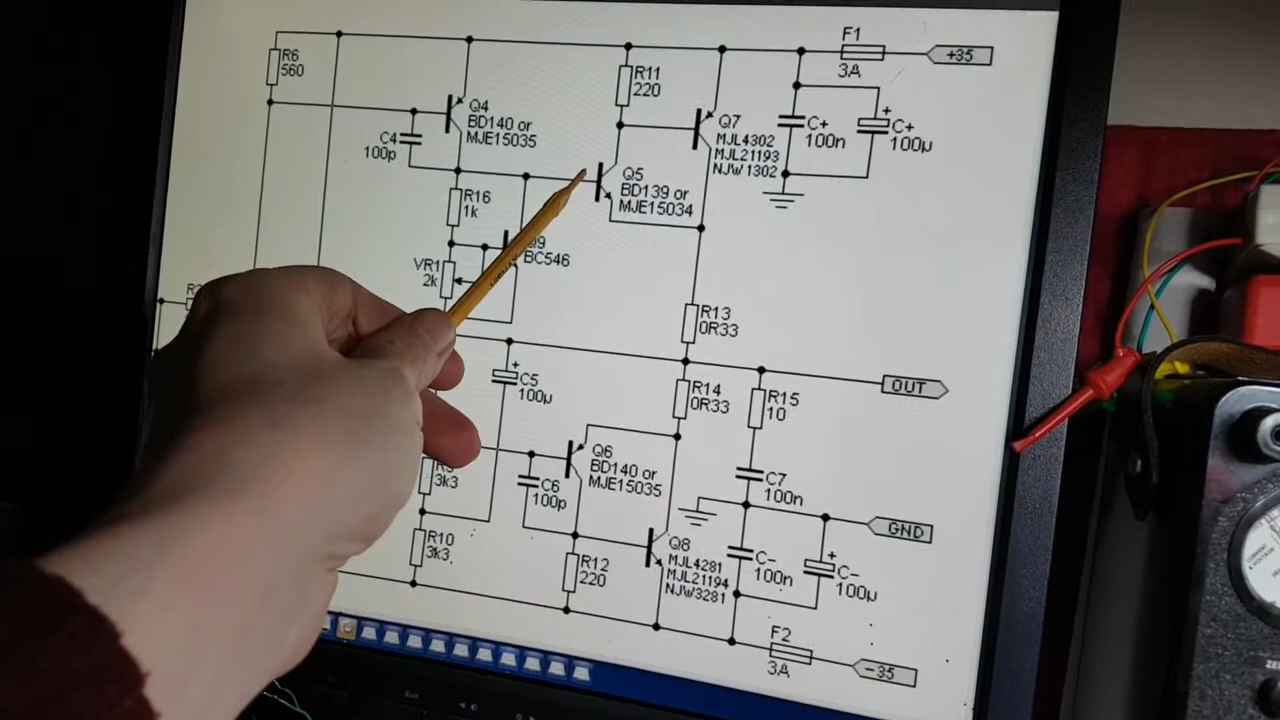 F1
+35
3A
R6
560
R11
220
Q4
BD140 or
MJE15035
Q7
MJL4302
MJL21193
NJW1302
C+
100n
C+
100µ
C4
100p
Q5
BD139 or
MJE15034
R16
1k
Q9
BC546
VR1
2k
R13
0R33
OUT
C5
100µ
R14
0R33
R15
10
Q6
BD140 or
MJE15035
C7
100n
3k3
C6
100p
GND
R10
3k3
R12
220
Q8
MJL4281
MJL21194
NJW3281
C-
100n
C-
100µ
F2
3A
-35
Exit